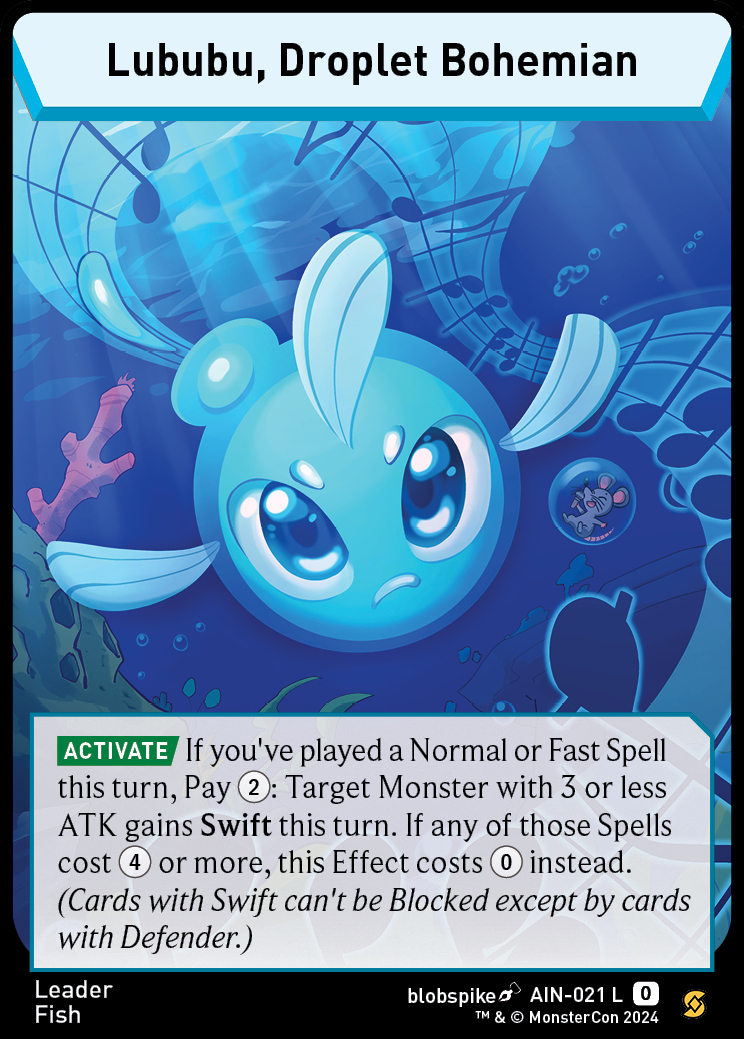 Lububu, Droplet Bohemian
ACTIVATE If you've played a Normal or Fast Spell
this turn, Pay 2: Target Monster with 3 or less
ATK gains Swift this turn. If any of those Spells
cost 4 or more, this Effect costs 0 instead.
(Cards with Swift can't be Blocked except by cards
with Defender.)
Leader
Fish
blobspike AIN-021 L 0
™ & © MonsterCon 2024